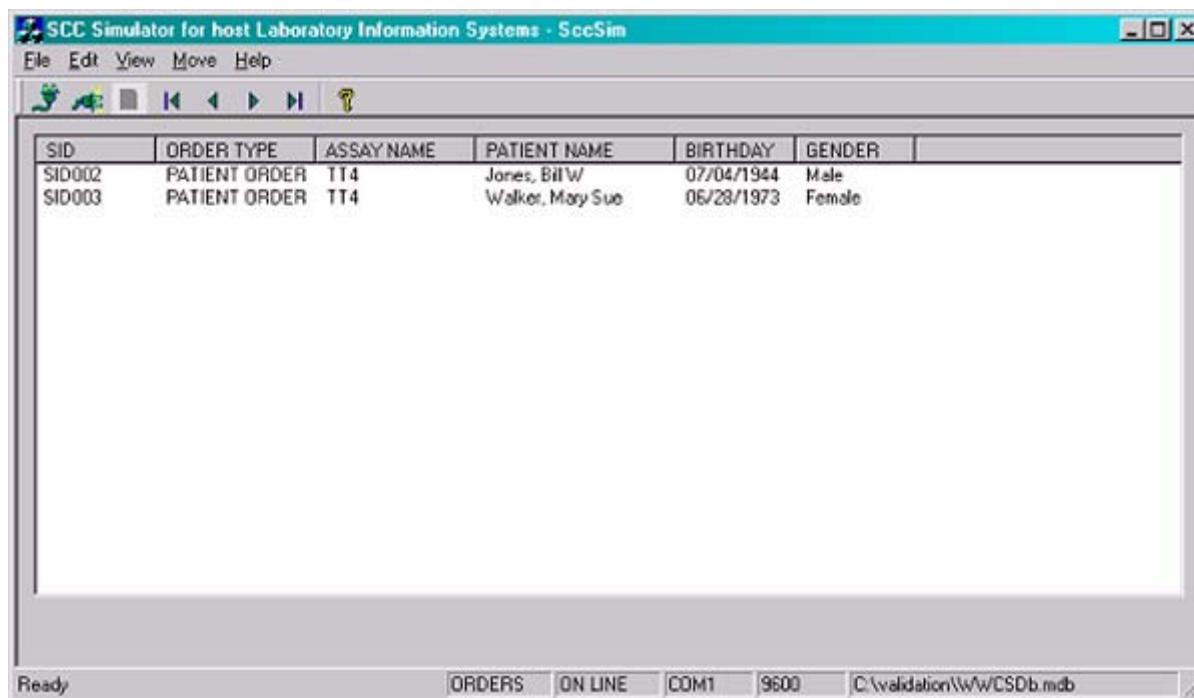 SCC Simulator for host Laboratory Information Systems - SccSim
File Edit View Move Help
SID ORDER TYPE ASSAY NAME PATIENT NAME BIRTHDAY GENDER
SID002 PATIENT ORDER TT4 Jones, Bill W 07/04/1944 Male
SID003 PATIENT ORDER TT4 Walker, Mary Sue 06/28/1973 Female
Ready ORDERS ON LINE COM1 9600 C:\validation\WWCSDb.mdb